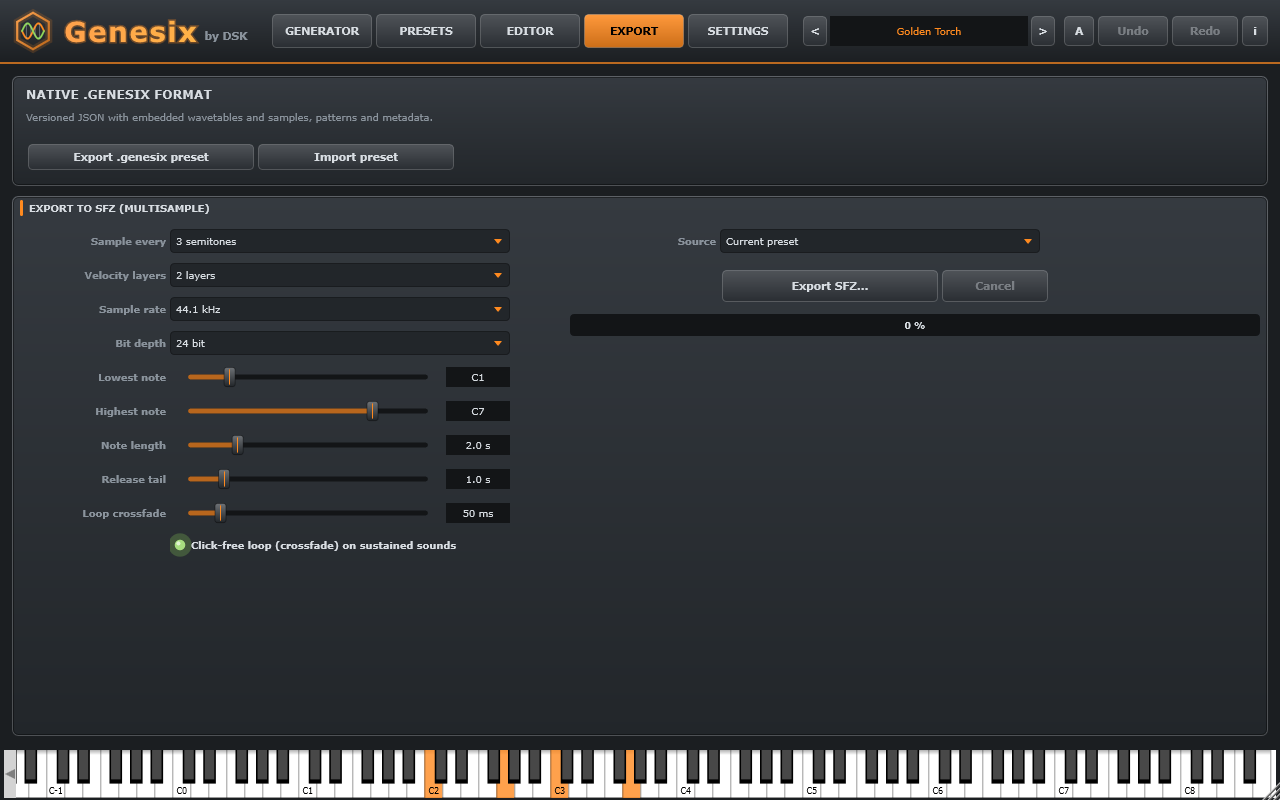 Genesix by DSK GENERATOR PRESETS EDITOR EXPORT SETTINGS < Golden Torch > A Undo Redo i
NATIVE .GENESIX FORMAT
Versioned JSON with embedded wavetables and samples, patterns and metadata.
Export .genesix preset Import preset
EXPORT TO SFZ (MULTISAMPLE)
Sample every 3 semitones
Velocity layers 2 layers
Sample rate 44.1 kHz
Bit depth 24 bit
Lowest note C1
Highest note C7
Note length 2.0 s
Release tail 1.0 s
Loop crossfade 50 ms
Click-free loop (crossfade) on sustained sounds
Source Current preset
Export SFZ... Cancel
0 %
C-1 C0 C1 C2 C3 C4 C5 C6 C7 C8